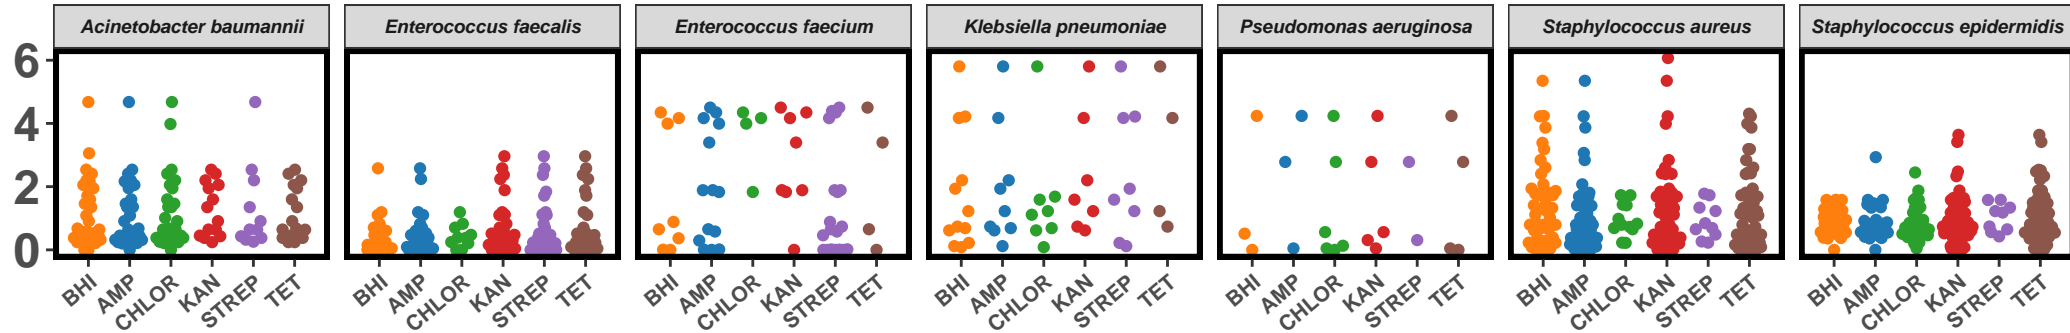 Acinetobacter baumannii
Enterococcus faecalis
Enterococcus faecium
Klebsiella pneumoniae
Pseudomonas aeruginosa
Staphylococcus aureus
Staphylococcus epidermidis
6
4
2
0
BHI AMP CHLOR KAN STREP TET
BHI AMP CHLOR KAN STREP TET
BHI AMP CHLOR KAN STREP TET
BHI AMP CHLOR KAN STREP TET
BHI AMP CHLOR KAN STREP TET
BHI AMP CHLOR KAN STREP TET
BHI AMP CHLOR KAN STREP TET